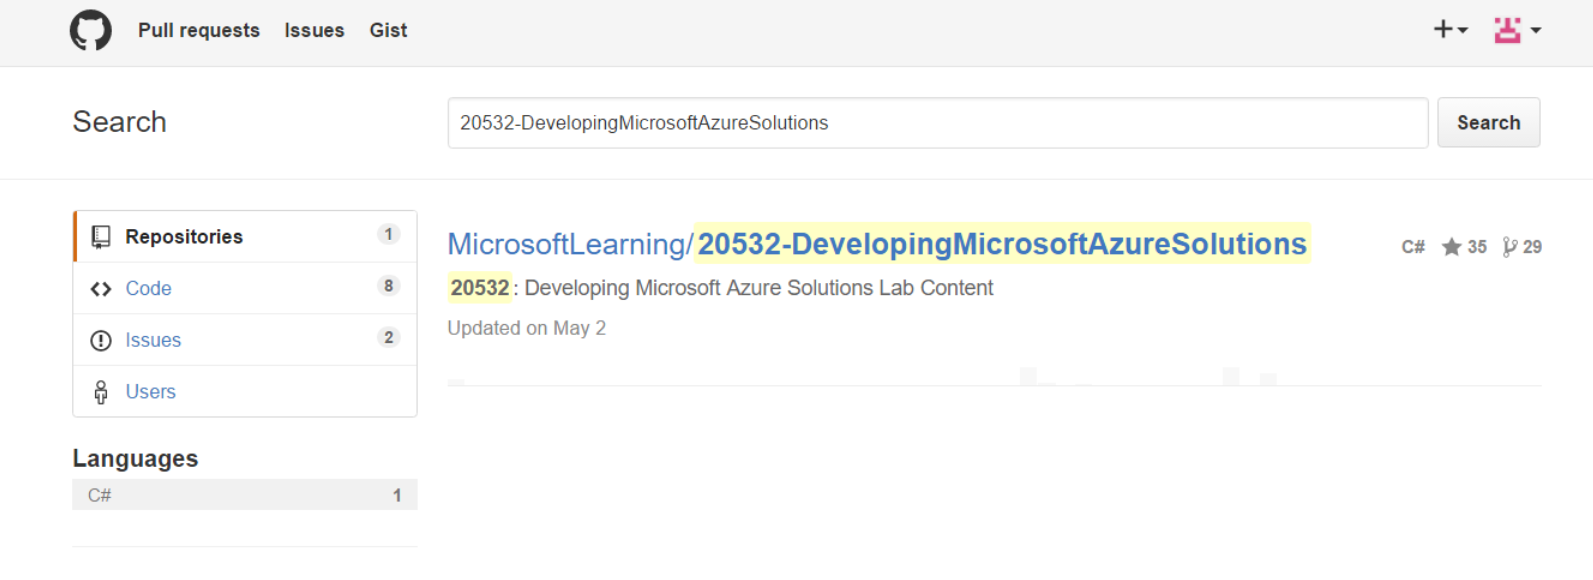 Pull requests Issues Gist
Search
20532-DevelopingMicrosoftAzureSolutions
Search
Repositories 1
Code 8
Issues 2
Users
Languages
C# 1
MicrosoftLearning/20532-DevelopingMicrosoftAzureSolutions
C# 35 29
20532: Developing Microsoft Azure Solutions Lab Content
Updated on May 2